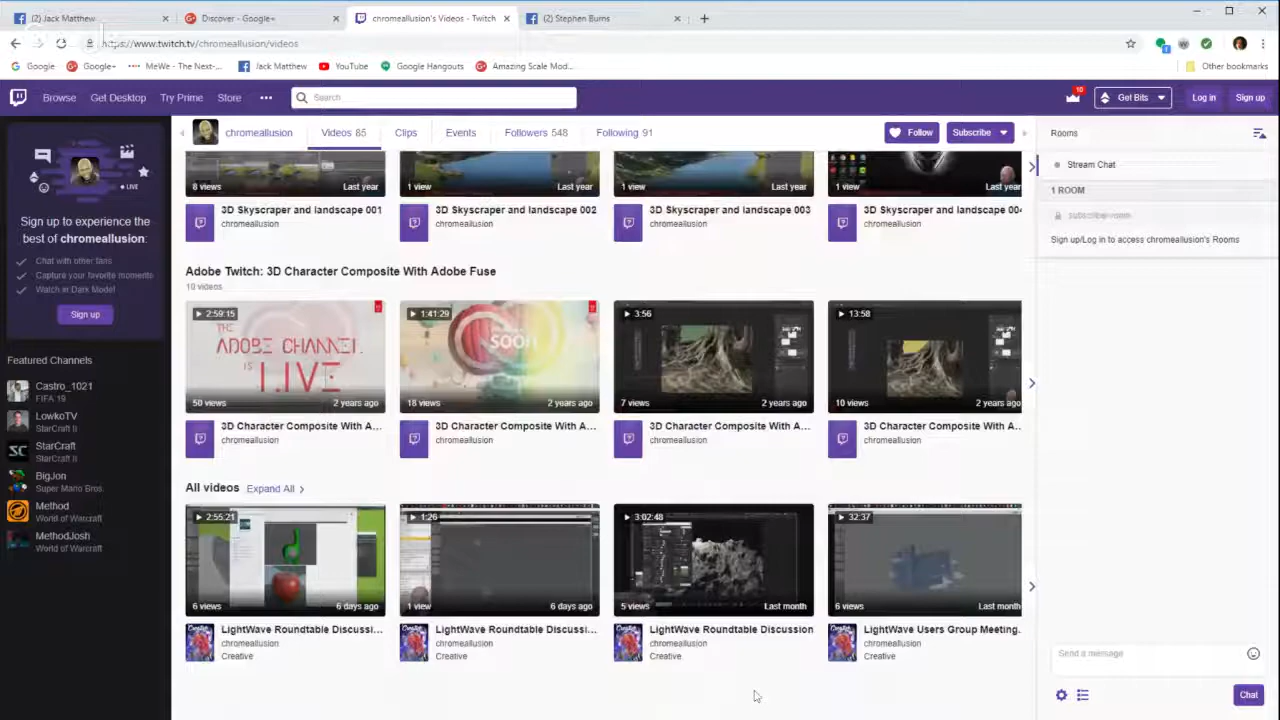 (2) Jack Matthew
Discover - Google+
chromeallusion's Videos - Twitch
(2) Stephen Burns
https://www.twitch.tv/chromeallusion/videos
Google
Google+
MeWe - The Next-...
Jack Matthew
YouTube
Google Hangouts
Amazing Scale Mod...
Other bookmarks
Browse
Get Desktop
Try Prime
Store
Search
10
Get Bits
Log in
Sign up
chromeallusion
Videos 85
Clips
Events
Followers 548
Following 91
Follow
Subscribe
Rooms
Stream Chat
1 ROOM
subscriber-room
Sign up/Log in to access chromeallusion's Rooms
LIVE
Sign up to experience the
best of chromeallusion:
Chat with other fans
Capture your favorite moments
Watch in Dark Mode!
Sign up
Featured Channels
Castro_1021
FIFA 19
LowkoTV
StarCraft II
StarCraft
StarCraft II
BigJon
Super Mario Bros.
Method
World of Warcraft
MethodJosh
World of Warcraft
8 views Last year
1 view Last year
1 view Last year
1 view Last year
3D Skyscraper and landscape 001
chromeallusion
3D Skyscraper and landscape 002
chromeallusion
3D Skyscraper and landscape 003
chromeallusion
3D Skyscraper and landscape 004
chromeallusion
Adobe Twitch: 3D Character Composite With Adobe Fuse
10 videos
2:59:15
THE
ADOBE CHANNEL
IS LIVE
50 views 2 years ago
3D Character Composite With A...
chromeallusion
1:41:29
SOON
18 views 2 years ago
3D Character Composite With A...
chromeallusion
3:56
7 views 2 years ago
3D Character Composite With A...
chromeallusion
13:58
10 views 2 years ago
3D Character Composite With A...
chromeallusion
All videos Expand All
2:55:21
6 views 6 days ago
LightWave Roundtable Discussi...
chromeallusion
Creative
1:26
1 view 6 days ago
LightWave Roundtable Discussi...
chromeallusion
Creative
3:02:48
5 views Last month
LightWave Roundtable Discussion
chromeallusion
Creative
32:37
6 views Last month
LightWave Users Group Meeting...
chromeallusion
Creative
Send a message
Chat